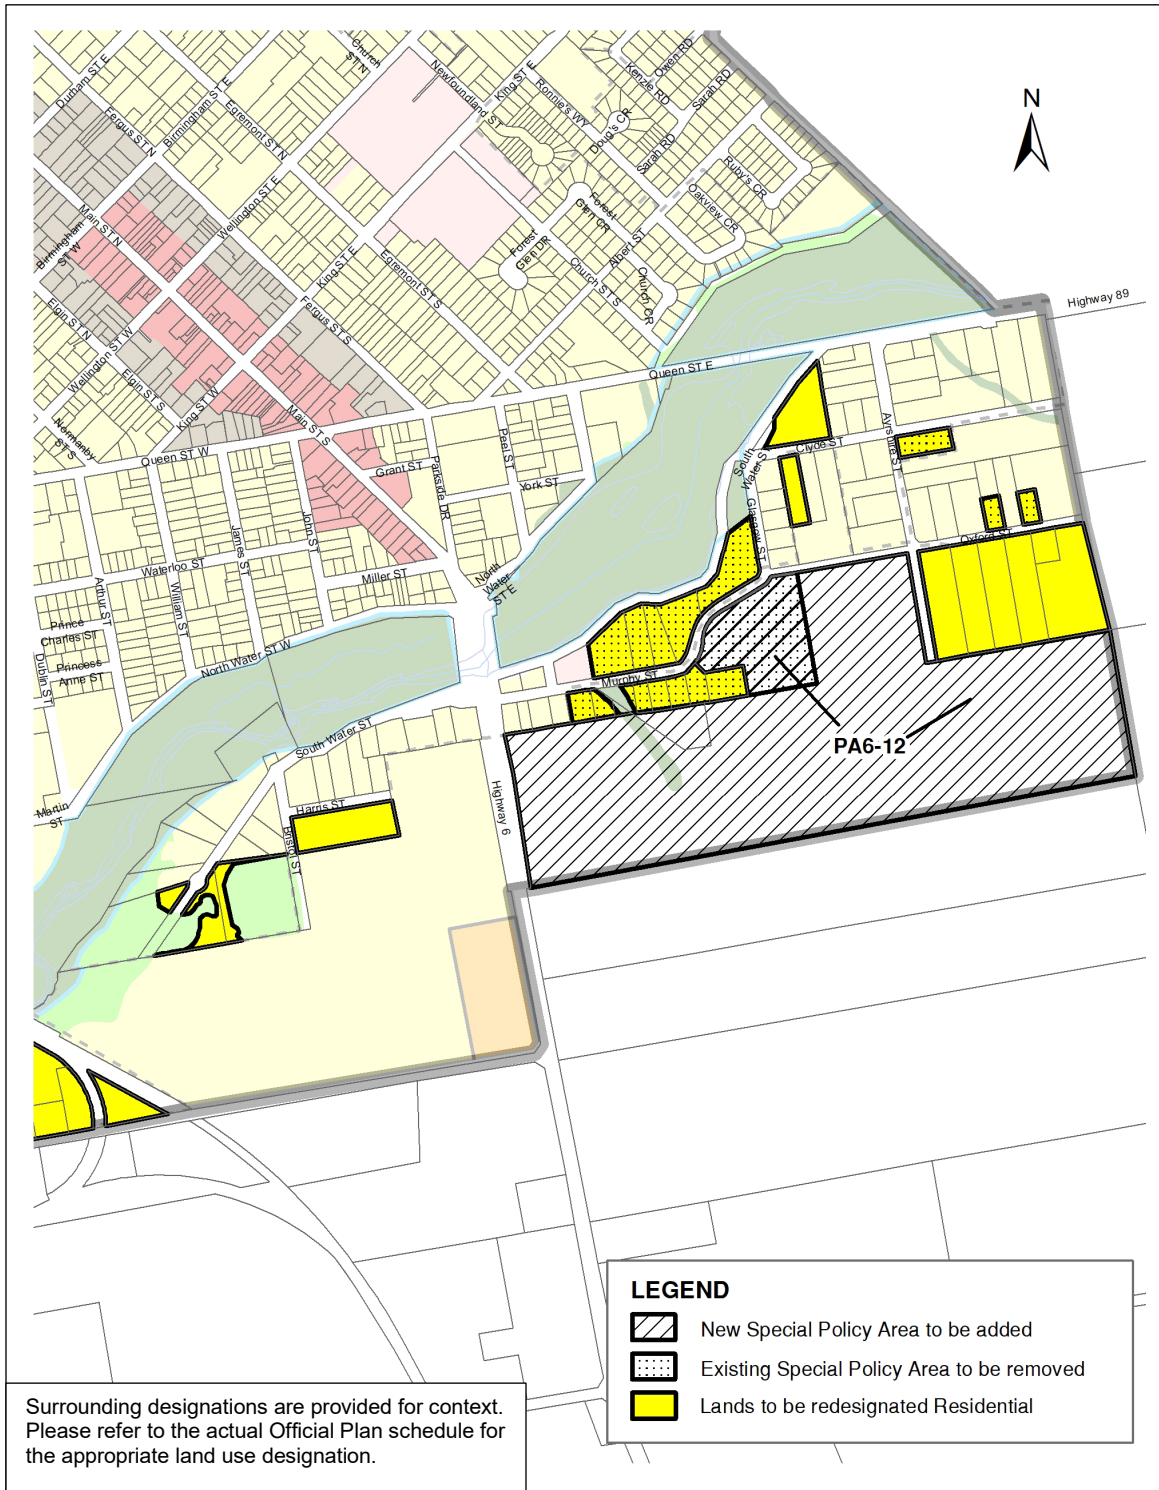 Durham ST E
Fergus ST N
Birmingham ST E
Egremont ST N
Church ST N
Newfoundland ST
King ST E
Ronnie's WY
Kenzie RD
Owen RD
Sarah RD
Doug's CR
Sarah RD
Ruby's CR
Oakview CR
N
Wellington ST E
Main ST N
Birmingham ST W
Forest Glen CR
Albert ST
Forest Glen DR
Church ST S
Church CR
King ST E
Egremont ST S
Fergus ST S
Elgin ST N
Wellington ST W
Elgin ST S
King ST W
Main ST S
Normanby ST S
Queen ST W
Queen ST E
Highway 89
Grant ST
Parkside DR
Peel ST
York ST
South Water ST
Clyde ST
Ayrshire ST
Glasgow ST
Oxford ST
James ST
John ST
Waterloo ST
William ST
Arthur ST
Miller ST
North Water ST E
Prince Charles ST
Princess Anne ST
Dublin ST
North Water ST W
Murphy ST
PA6-12
South Water ST
Highway 6
Harris ST
Bristol ST
Martin ST
LEGEND
New Special Policy Area to be added
Existing Special Policy Area to be removed
Lands to be redesignated Residential
Surrounding designations are provided for context.
Please refer to the actual Official Plan schedule for
the appropriate land use designation.